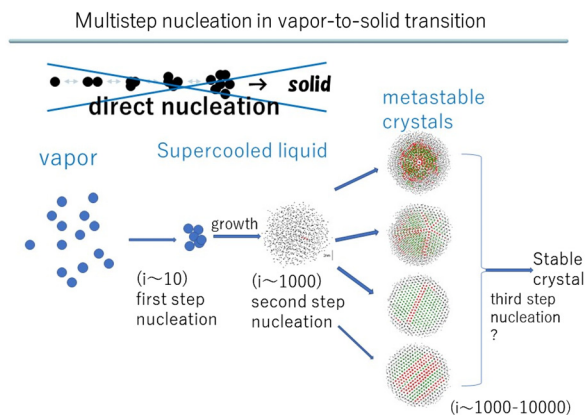 Multistep nucleation in vapor-to-solid transition
→ solid
direct nucleation
metastable
crystals
vapor
Supercooled liquid
growth
(i~10)
first step
nucleation
(i~1000)
second step
nucleation
Stable
crystal
third step
nucleation
?
(i~1000-10000)